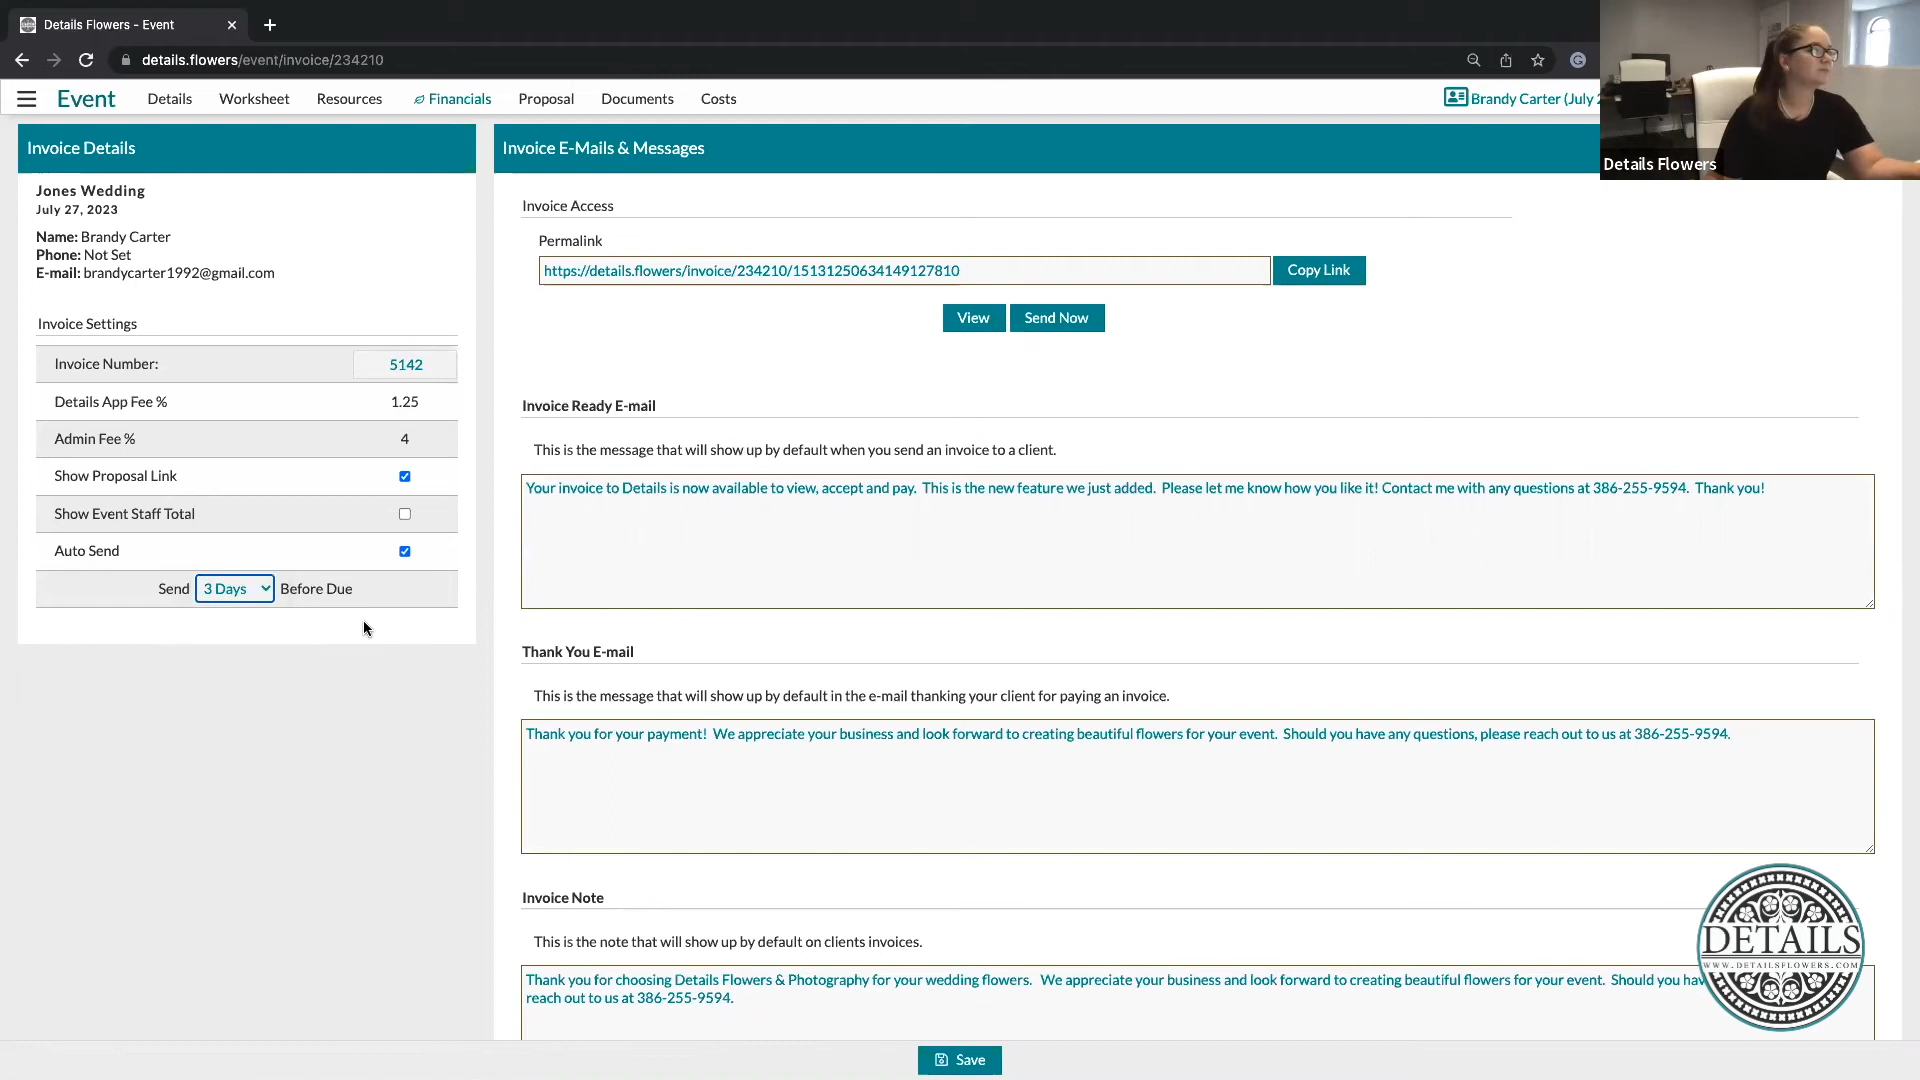 Details Flowers - Event
details.flowers/event/invoice/234210
Event
Details
Worksheet
Resources
Financials
Proposal
Documents
Costs
Brandy Carter (July 2
Details Flowers
Invoice Details
Jones Wedding
July 27, 2023
Name: Brandy Carter
Phone: Not Set
E-mail: brandycarter1992@gmail.com
Invoice Settings
Invoice Number: 5142
Details App Fee % 1.25
Admin Fee % 4
Show Proposal Link
Show Event Staff Total
Auto Send
Send 3 Days Before Due
Invoice E-Mails & Messages
Invoice Access
Permalink
https://details.flowers/invoice/234210/15131250634149127810
Copy Link
View
Send Now
Invoice Ready E-mail
This is the message that will show up by default when you send an invoice to a client.
Your invoice to Details is now available to view, accept and pay.  This is the new feature we just added.  Please let me know how you like it! Contact me with any questions at 386-255-9594.  Thank you!
Thank You E-mail
This is the message that will show up by default in the e-mail thanking your client for paying an invoice.
Thank you for your payment!  We appreciate your business and look forward to creating beautiful flowers for your event.  Should you have any questions, please reach out to us at 386-255-9594.
Invoice Note
This is the note that will show up by default on clients invoices.
Thank you for choosing Details Flowers & Photography for your wedding flowers.   We appreciate your business and look forward to creating beautiful flowers for your event.  Should you hav
reach out to us at 386-255-9594.
DETAILS
WWW.DETAILSFLOWERS.COM
Save